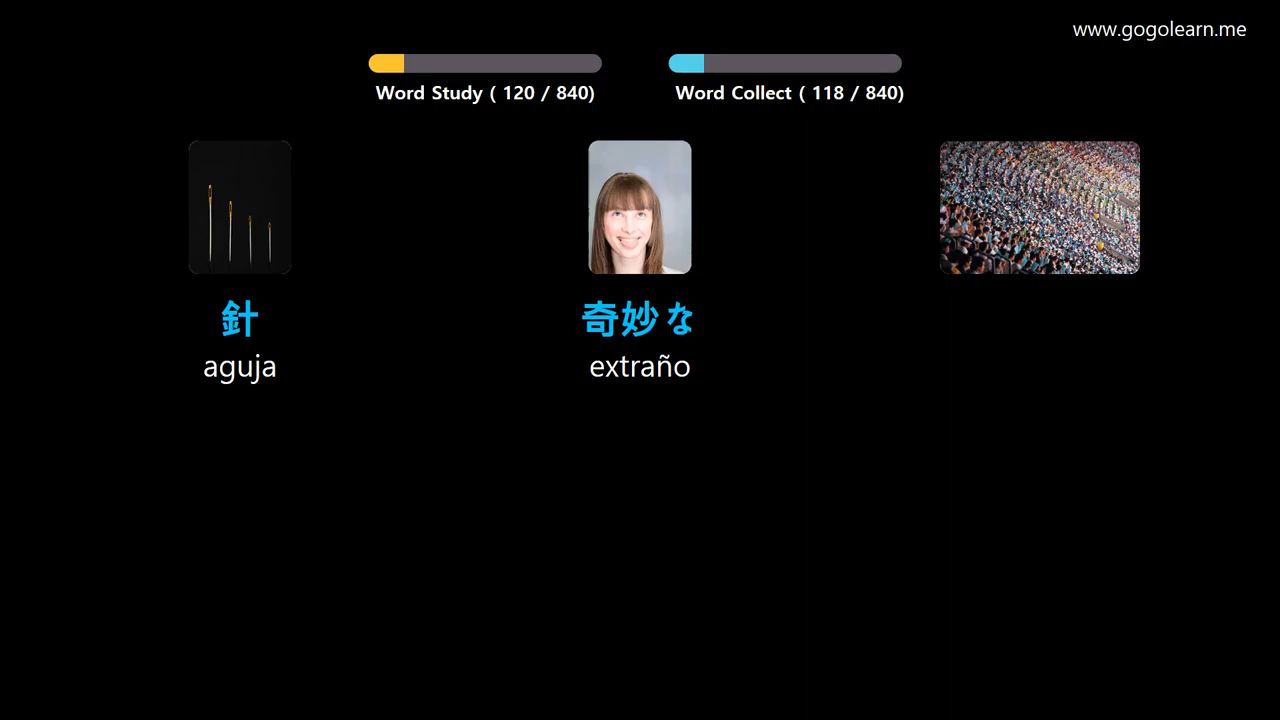 www.gogolearn.me
Word Study ( 120 / 840)
Word Collect ( 118 / 840)
針
aguja
奇妙な
extraño